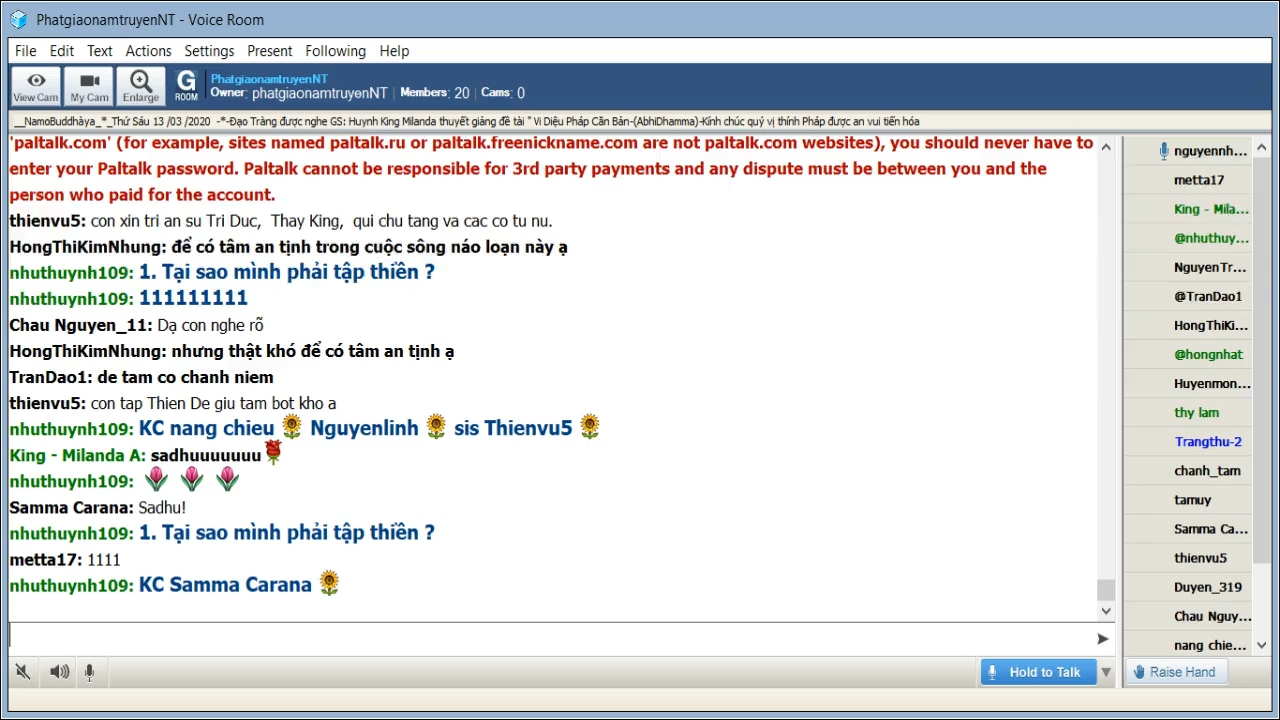 PhatgiaonamtruyenNT - Voice Room
File Edit Text Actions Settings Present Following Help
View Cam My Cam Enlarge G ROOM
PhatgiaonamtruyenNT
Owner: phatgiaonamtruyenNT | Members: 20 | Cams: 0
__NamoBuddhàya_*_Thứ Sáu 13 /03 /2020 -*-Đạo Tràng được nghe GS: Huynh King Milanda thuyết giảng đề tài " Vi Diệu Pháp Căn Bản-(AbhiDhamma)-Kính chúc quý vị thính Pháp được an vui tiến hóa
'paltalk.com' (for example, sites named paltalk.ru or paltalk.freenickname.com are not paltalk.com websites), you should never have to
enter your Paltalk password. Paltalk cannot be responsible for 3rd party payments and any dispute must be between you and the
person who paid for the account.
thienvu5: con xin tri an su Tri Duc, Thay King, qui chu tang va cac co tu nu.
HongThiKimNhung: để có tâm an tịnh trong cuộc sông náo loạn này ạ
nhuthuynh109: 1. Tại sao mình phải tập thiền ?
nhuthuynh109: 111111111
Chau Nguyen_11: Dạ con nghe rõ
HongThiKimNhung: nhưng thật khó để có tâm an tịnh ạ
TranDao1: de tam co chanh niem
thienvu5: con tap Thien De giu tam bot kho a
nhuthuynh109: KC nang chieu Nguyenlinh sis Thienvu5
King - Milanda A: sadhuuuuuuu
nhuthuynh109:
Samma Carana: Sadhu!
nhuthuynh109: 1. Tại sao mình phải tập thiền ?
metta17: 1111
nhuthuynh109: KC Samma Carana
nguyennh...
metta17
King - Mila...
@nhuthuy...
NguyenTr...
@TranDao1
HongThiKi...
@hongnhat
Huyenmon...
thy lam
Trangthu-2
chanh_tam
tamuy
Samma Ca...
thienvu5
Duyen_319
Chau Nguy...
nang chie...
Hold to Talk
Raise Hand